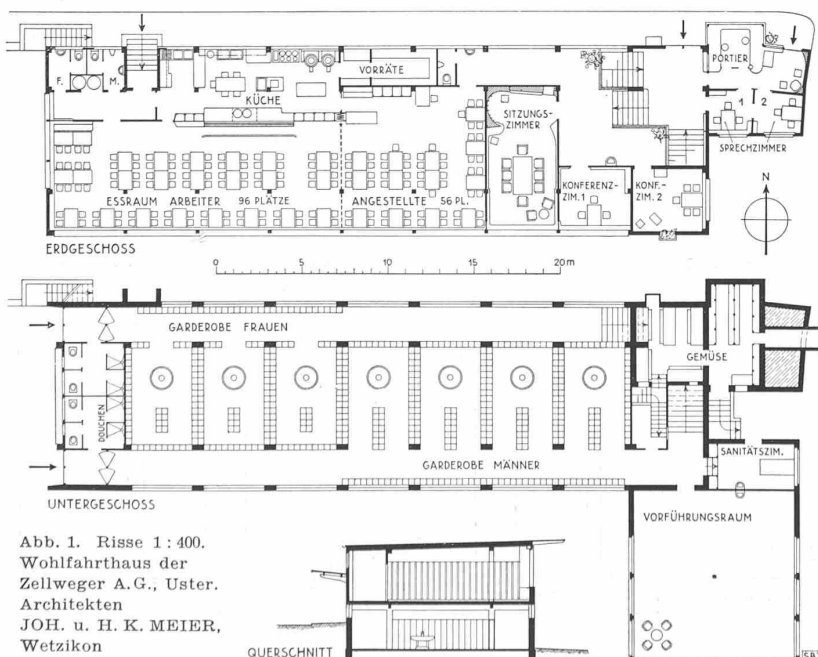 F.
M.
KÜCHE
VORRÄTE
SITZUNGS-
ZIMMER
PORTIER
1
2
SPRECHZIMMER
KONFERENZ-
ZIM. 1
KONF.-
ZIM. 2
N
ESSRAUM ARBEITER 96 PLÄTZE
ANGESTELLTE 56 PL.
ERDGESCHOSS
0 5 10 15 20 m
GARDEROBE FRAUEN
GEMÜSE
DOUCHEN
GARDEROBE MÄNNER
SANITÄTSZIM.
UNTERGESCHOSS
VORFÜHRUNGSRAUM
Abb. 1. Risse 1 : 400.
Wohlfahrthaus der
Zellweger A.G., Uster.
Architekten
JOH. u. H. K. MEIER,
Wetzikon
QUERSCHNITT